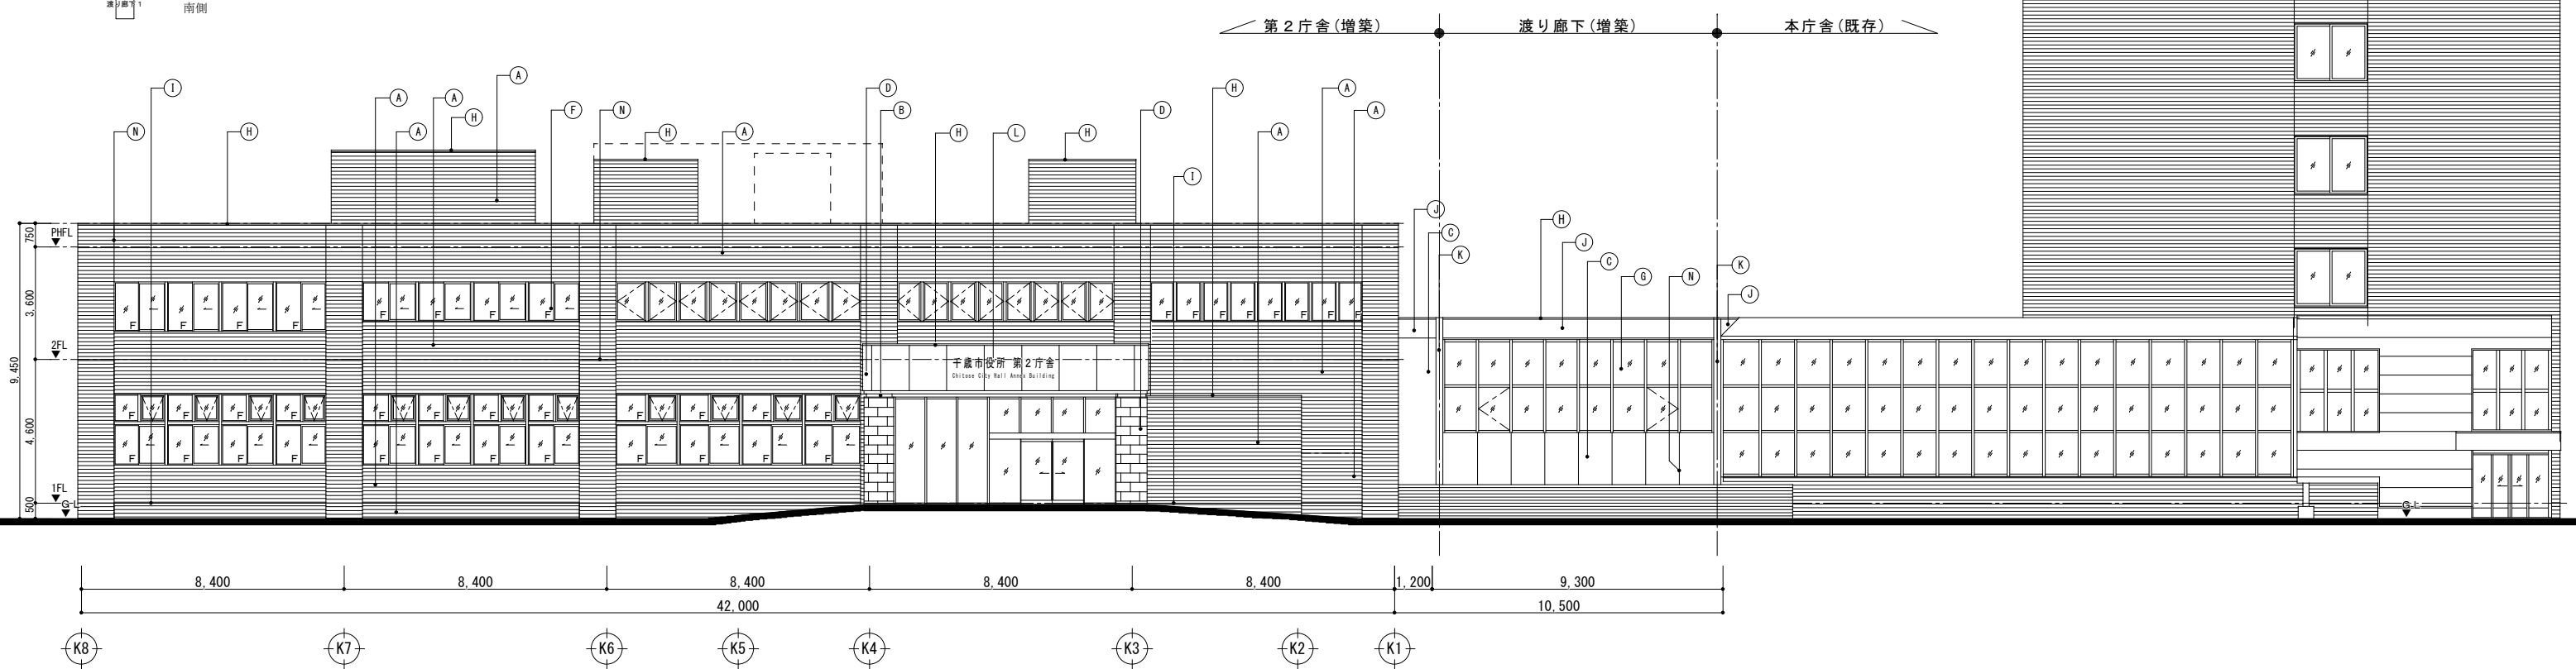 渡り廊下1
南側
第2庁舎(増築)
渡り廊下(増築)
本庁舎(既存)
A
I
D
H
A
A
A
F
N
B
A
D
H
N
H
A
H
A
H
L
H
A
I
J
H
C
J
K
C
G
N
K
J
750
PHFL
3,600
9,450
2FL
4,600
1FL
500
G L
千歳市役所 第2庁舎
Chitose City Hall Annex Building
F F F F F F F F F F F F F F
F F F F F F F F F F F F
F F F F F F F F F F F F
G L
8,400
8,400
8,400
8,400
8,400
1,200
9,300
42,000
10,500
K8
K7
K6
K5
K4
K3
K2
K1